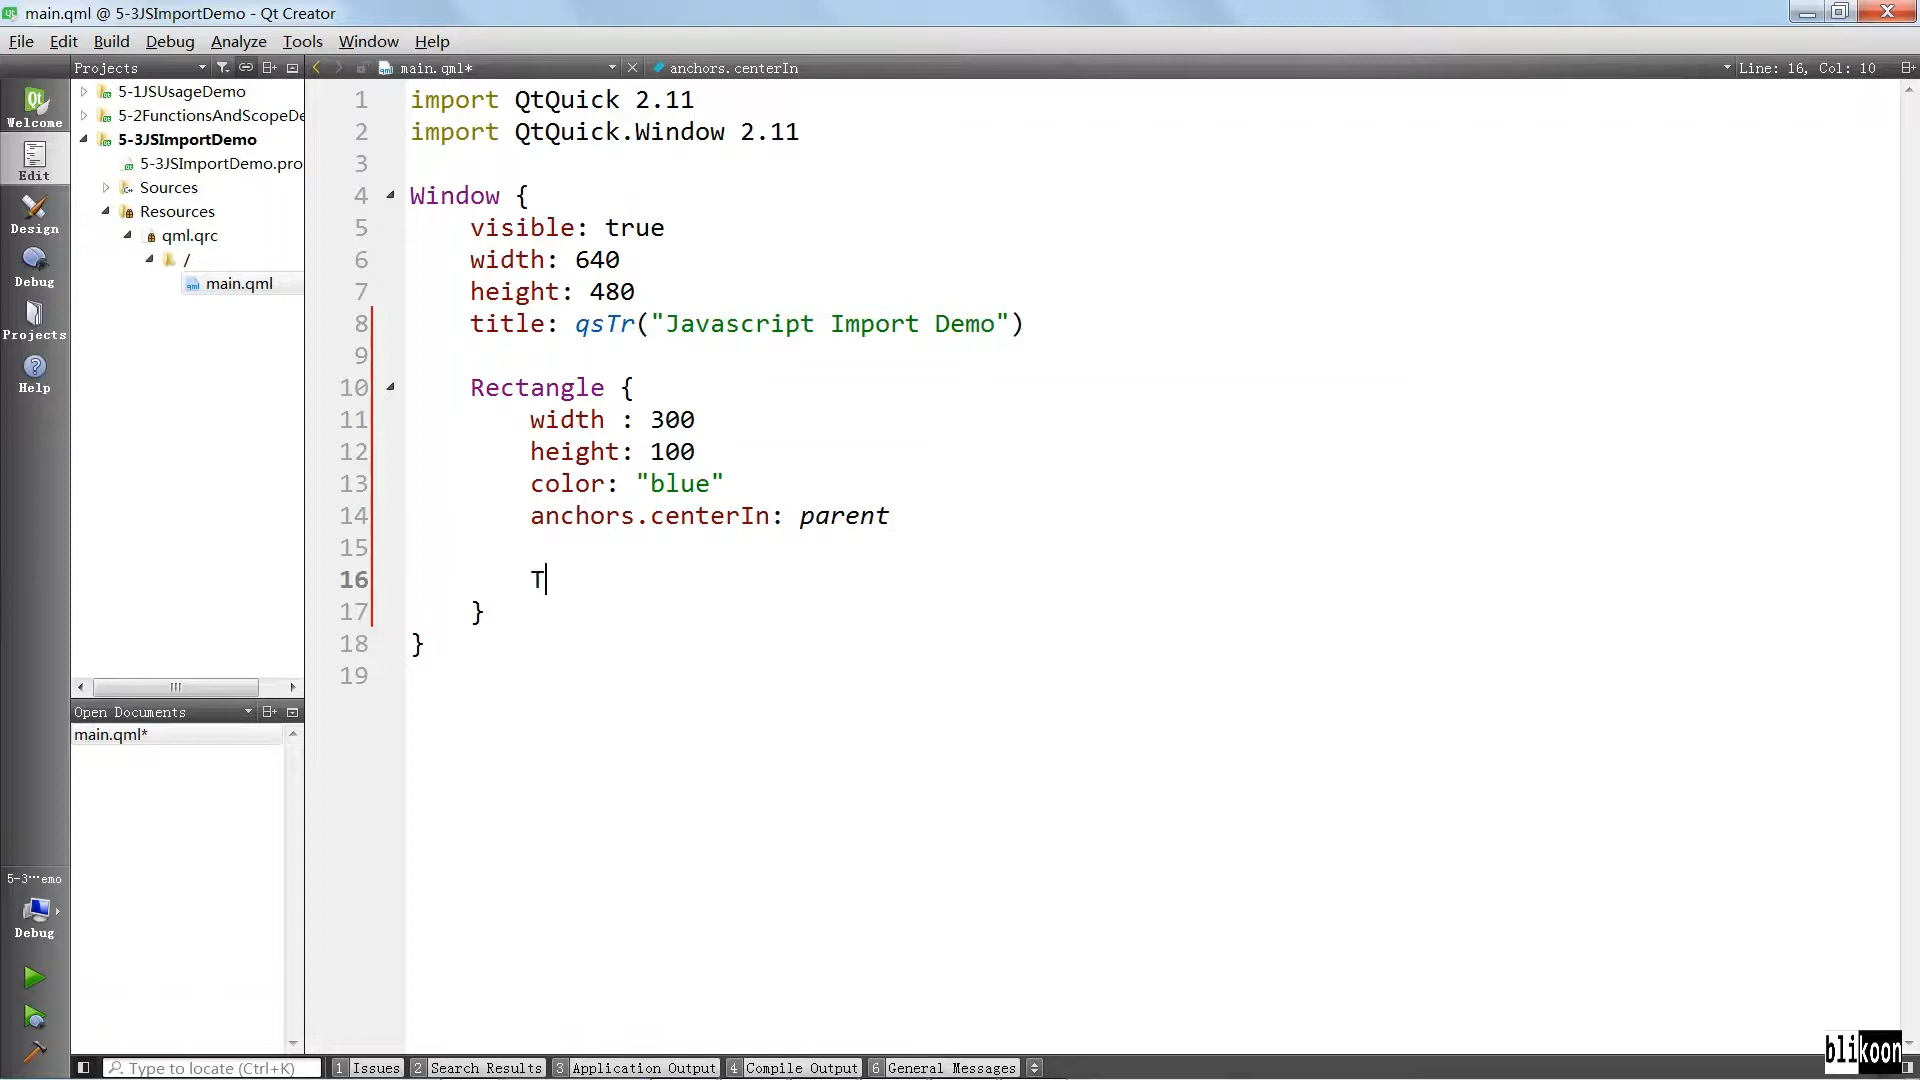 main.qml @ 5-3JSImportDemo - Qt Creator
File Edit Build Debug Analyze Tools Window Help
Projects main.qml* anchors.centerIn Line: 16, Col: 10
Welcome
Edit
Design
Debug
Projects
Help
5-3···emo
Debug
5-1JSUsageDemo
5-2FunctionsAndScopeDe
5-3JSImportDemo
5-3JSImportDemo.pro
Sources
Resources
qml.qrc
/
main.qml
Open Documents
main.qml*
1 import QtQuick 2.11
2 import QtQuick.Window 2.11
3
4 Window {
5 visible: true
6 width: 640
7 height: 480
8 title: qsTr("Javascript Import Demo")
9
10 Rectangle {
11 width : 300
12 height: 100
13 color: "blue"
14 anchors.centerIn: parent
15
16 T
17 }
18 }
19
Type to locate (Ctrl+K) 1 Issues 2 Search Results 3 Application Output 4 Compile Output 6 General Messages
blikoon